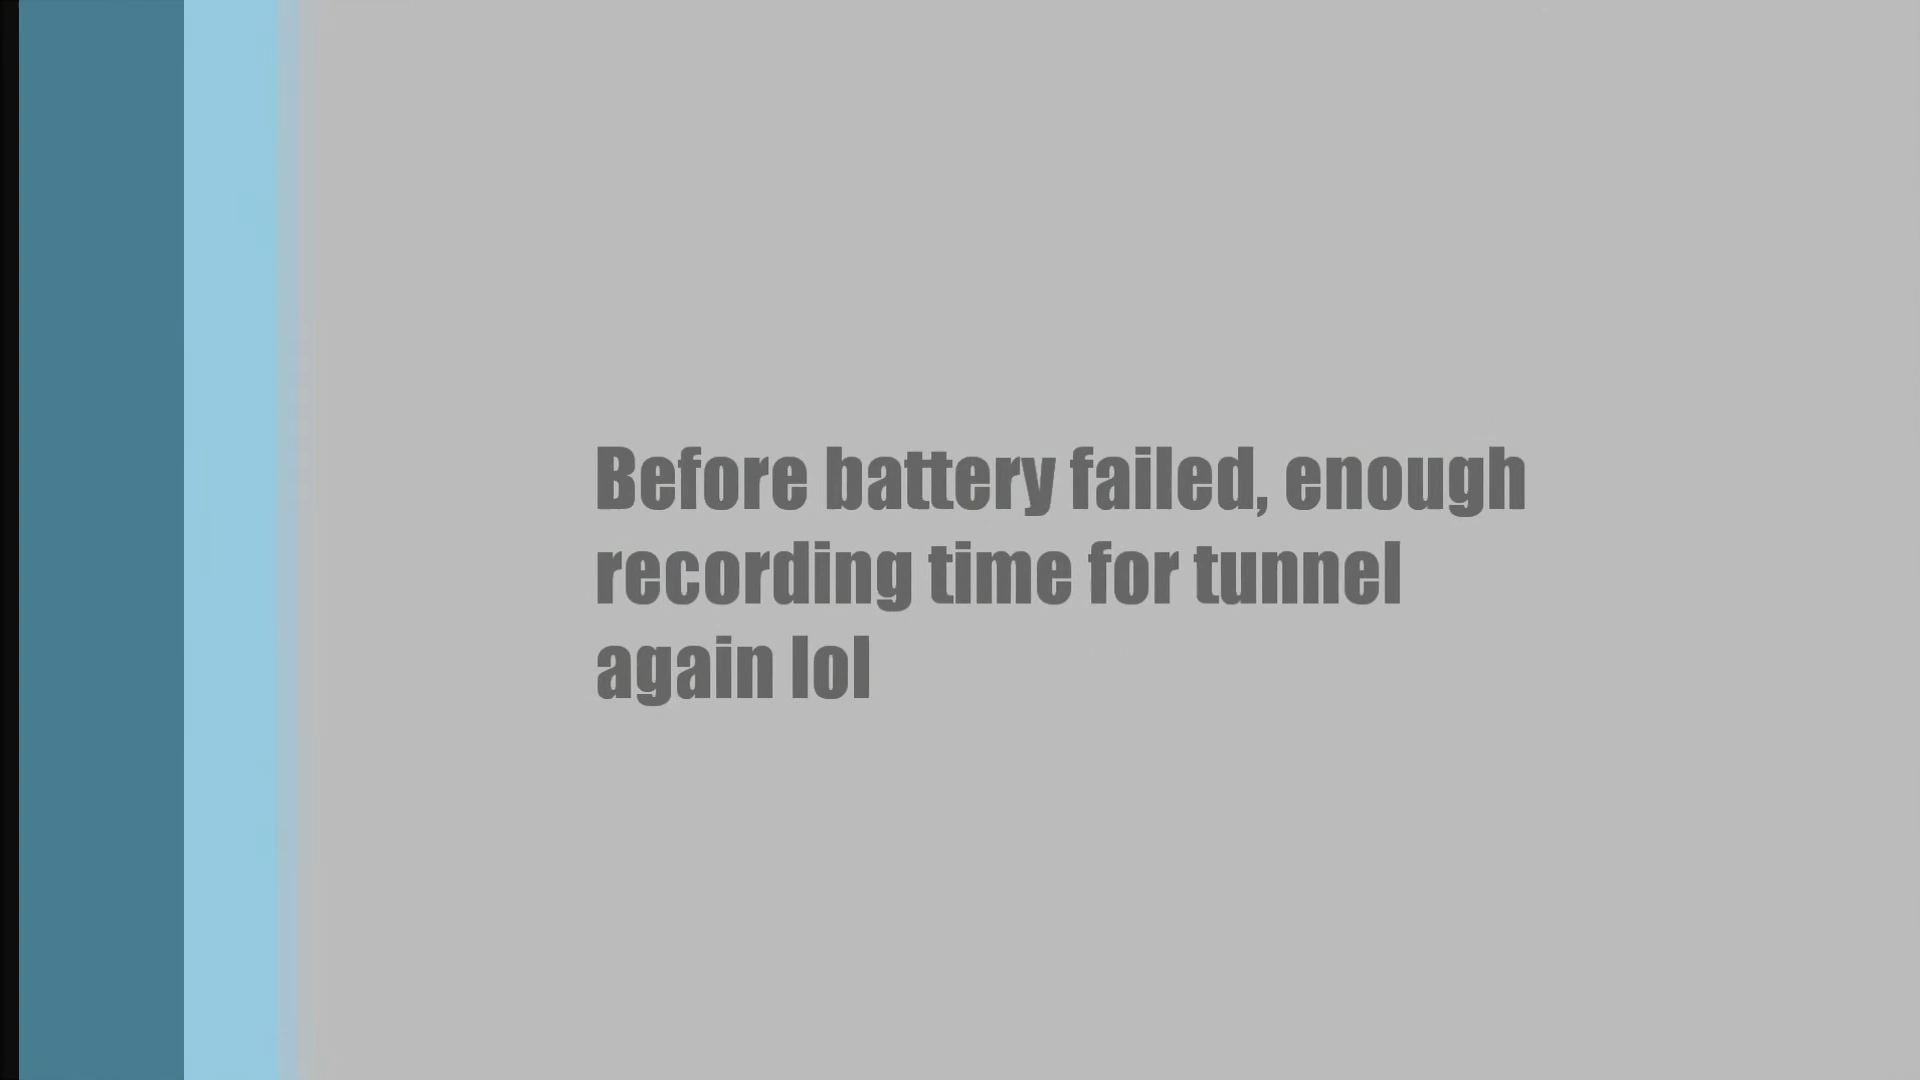 Before battery failed, enough
recording time for tunnel
again lol